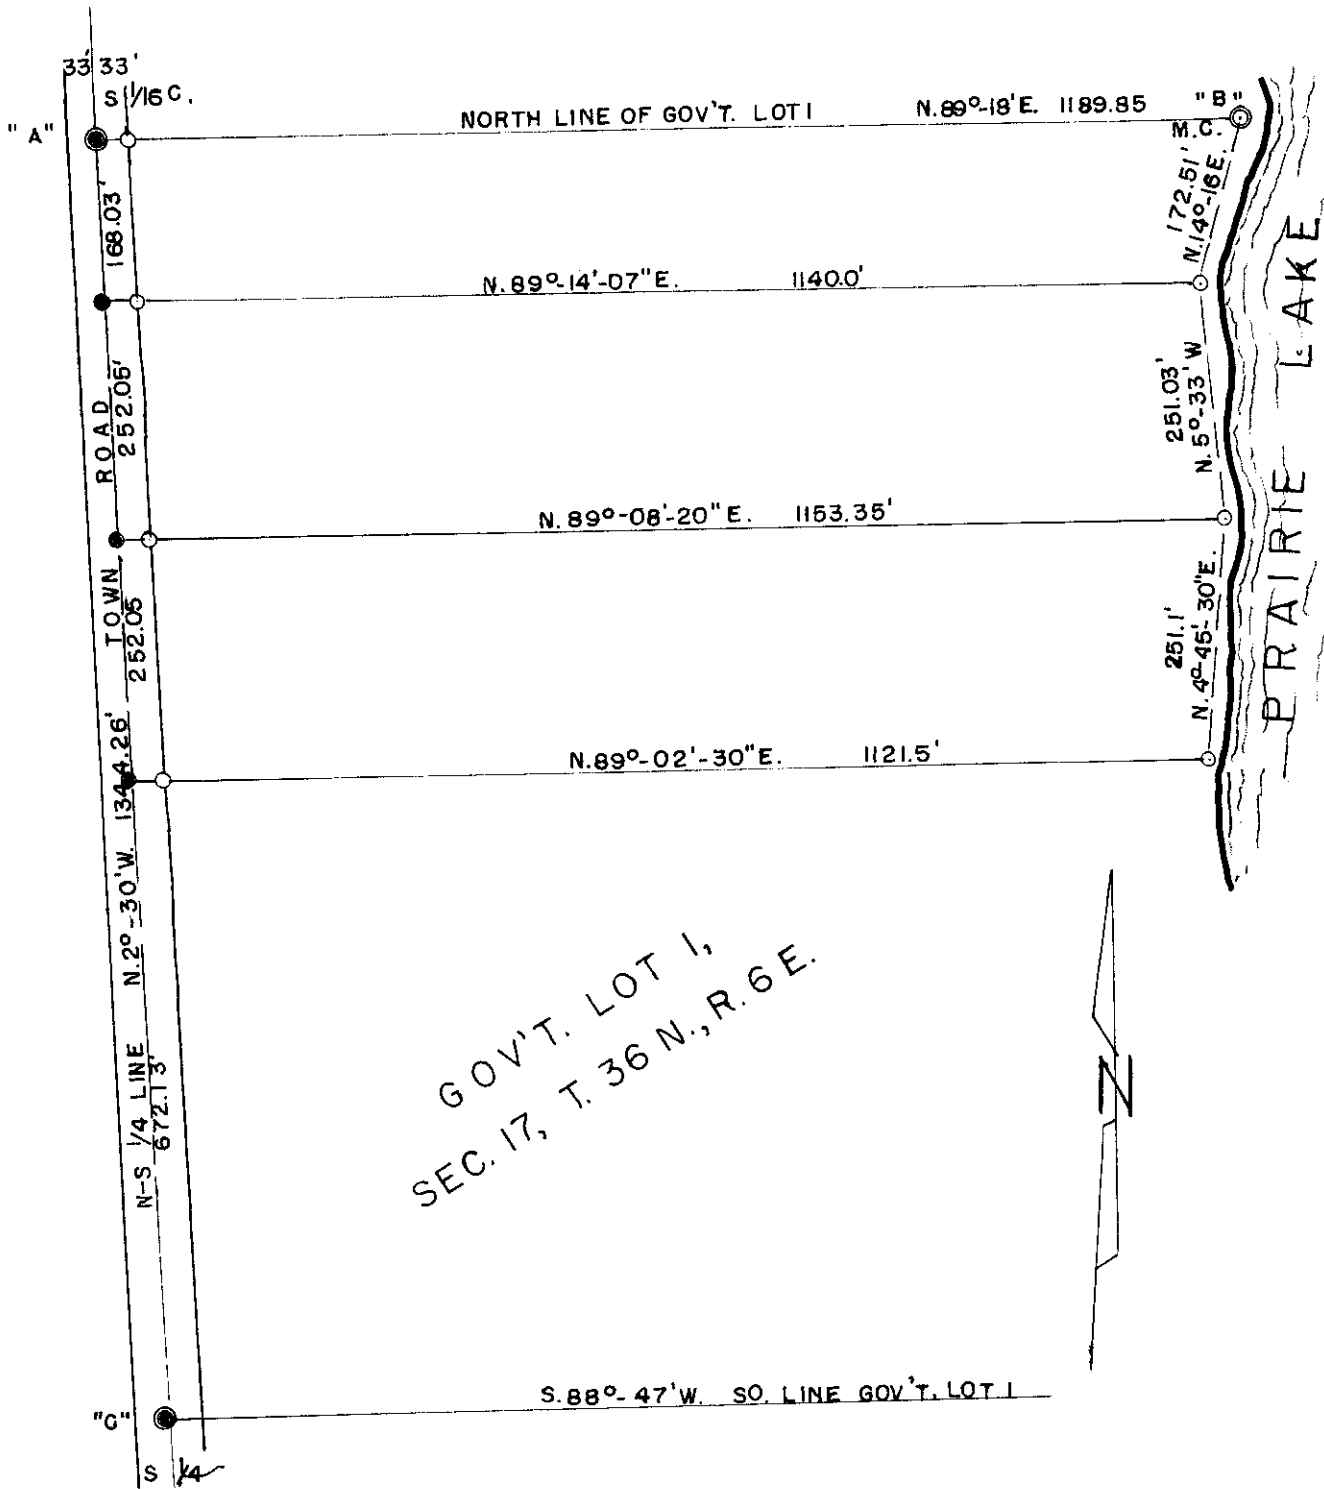 33' 33'
S 1/16 C.
"A"
NORTH LINE OF GOV'T. LOT 1 N.89°-18'E. 1189.85
"B"
M.C.
172.51'
N.14°-16E.
168.03'
N.89°-14'-07"E. 1140.0'
252.05'
251.03'
N.5°-33' W
N.89°-08'-20"E. 1153.35'
TOWN ROAD
252.05
251.1'
N.4°-45'-30"E.
N.89°-02'-30"E. 1121.5'
PRAIRIE LAKE
N-S 1/4 LINE N.2°-30'W. 1344.26'
672.13'
GOV'T. LOT 1,
SEC. 17, T. 36 N., R. 6 E.
N
S.88°-47'W. SO. LINE GOV'T. LOT 1
"C"
S 1/4